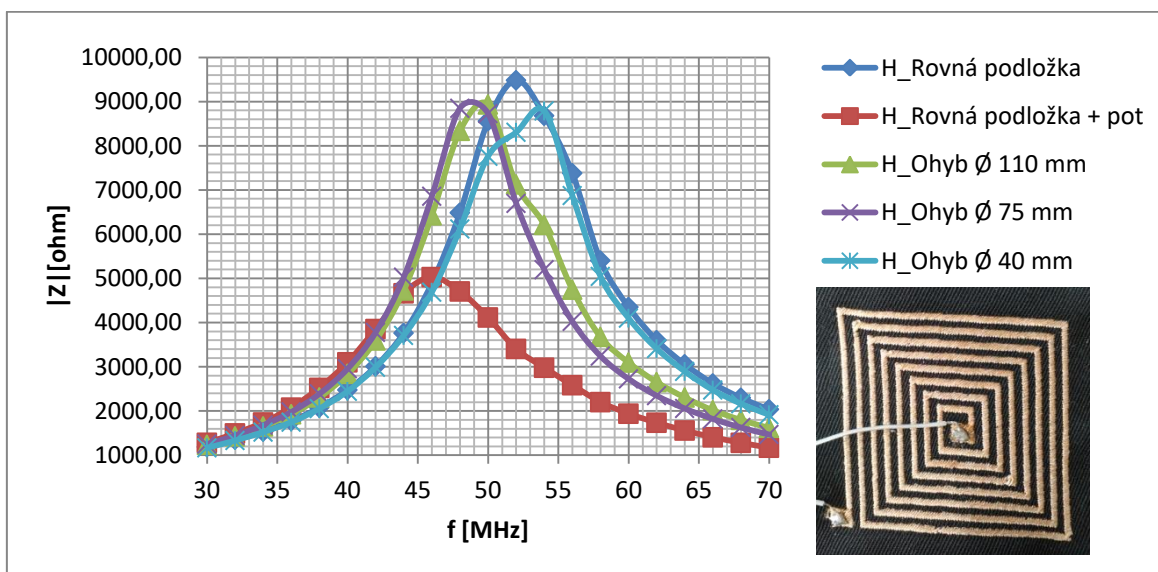 10000,00
9000,00
8000,00
7000,00
6000,00
5000,00
4000,00
3000,00
2000,00
1000,00
|Z|[ohm]
30 35 40 45 50 55 60 65 70
f [MHz]
H_Rovná podložka
H_Rovná podložka + pot
H_Ohyb Ø 110 mm
H_Ohyb Ø 75 mm
H_Ohyb Ø 40 mm